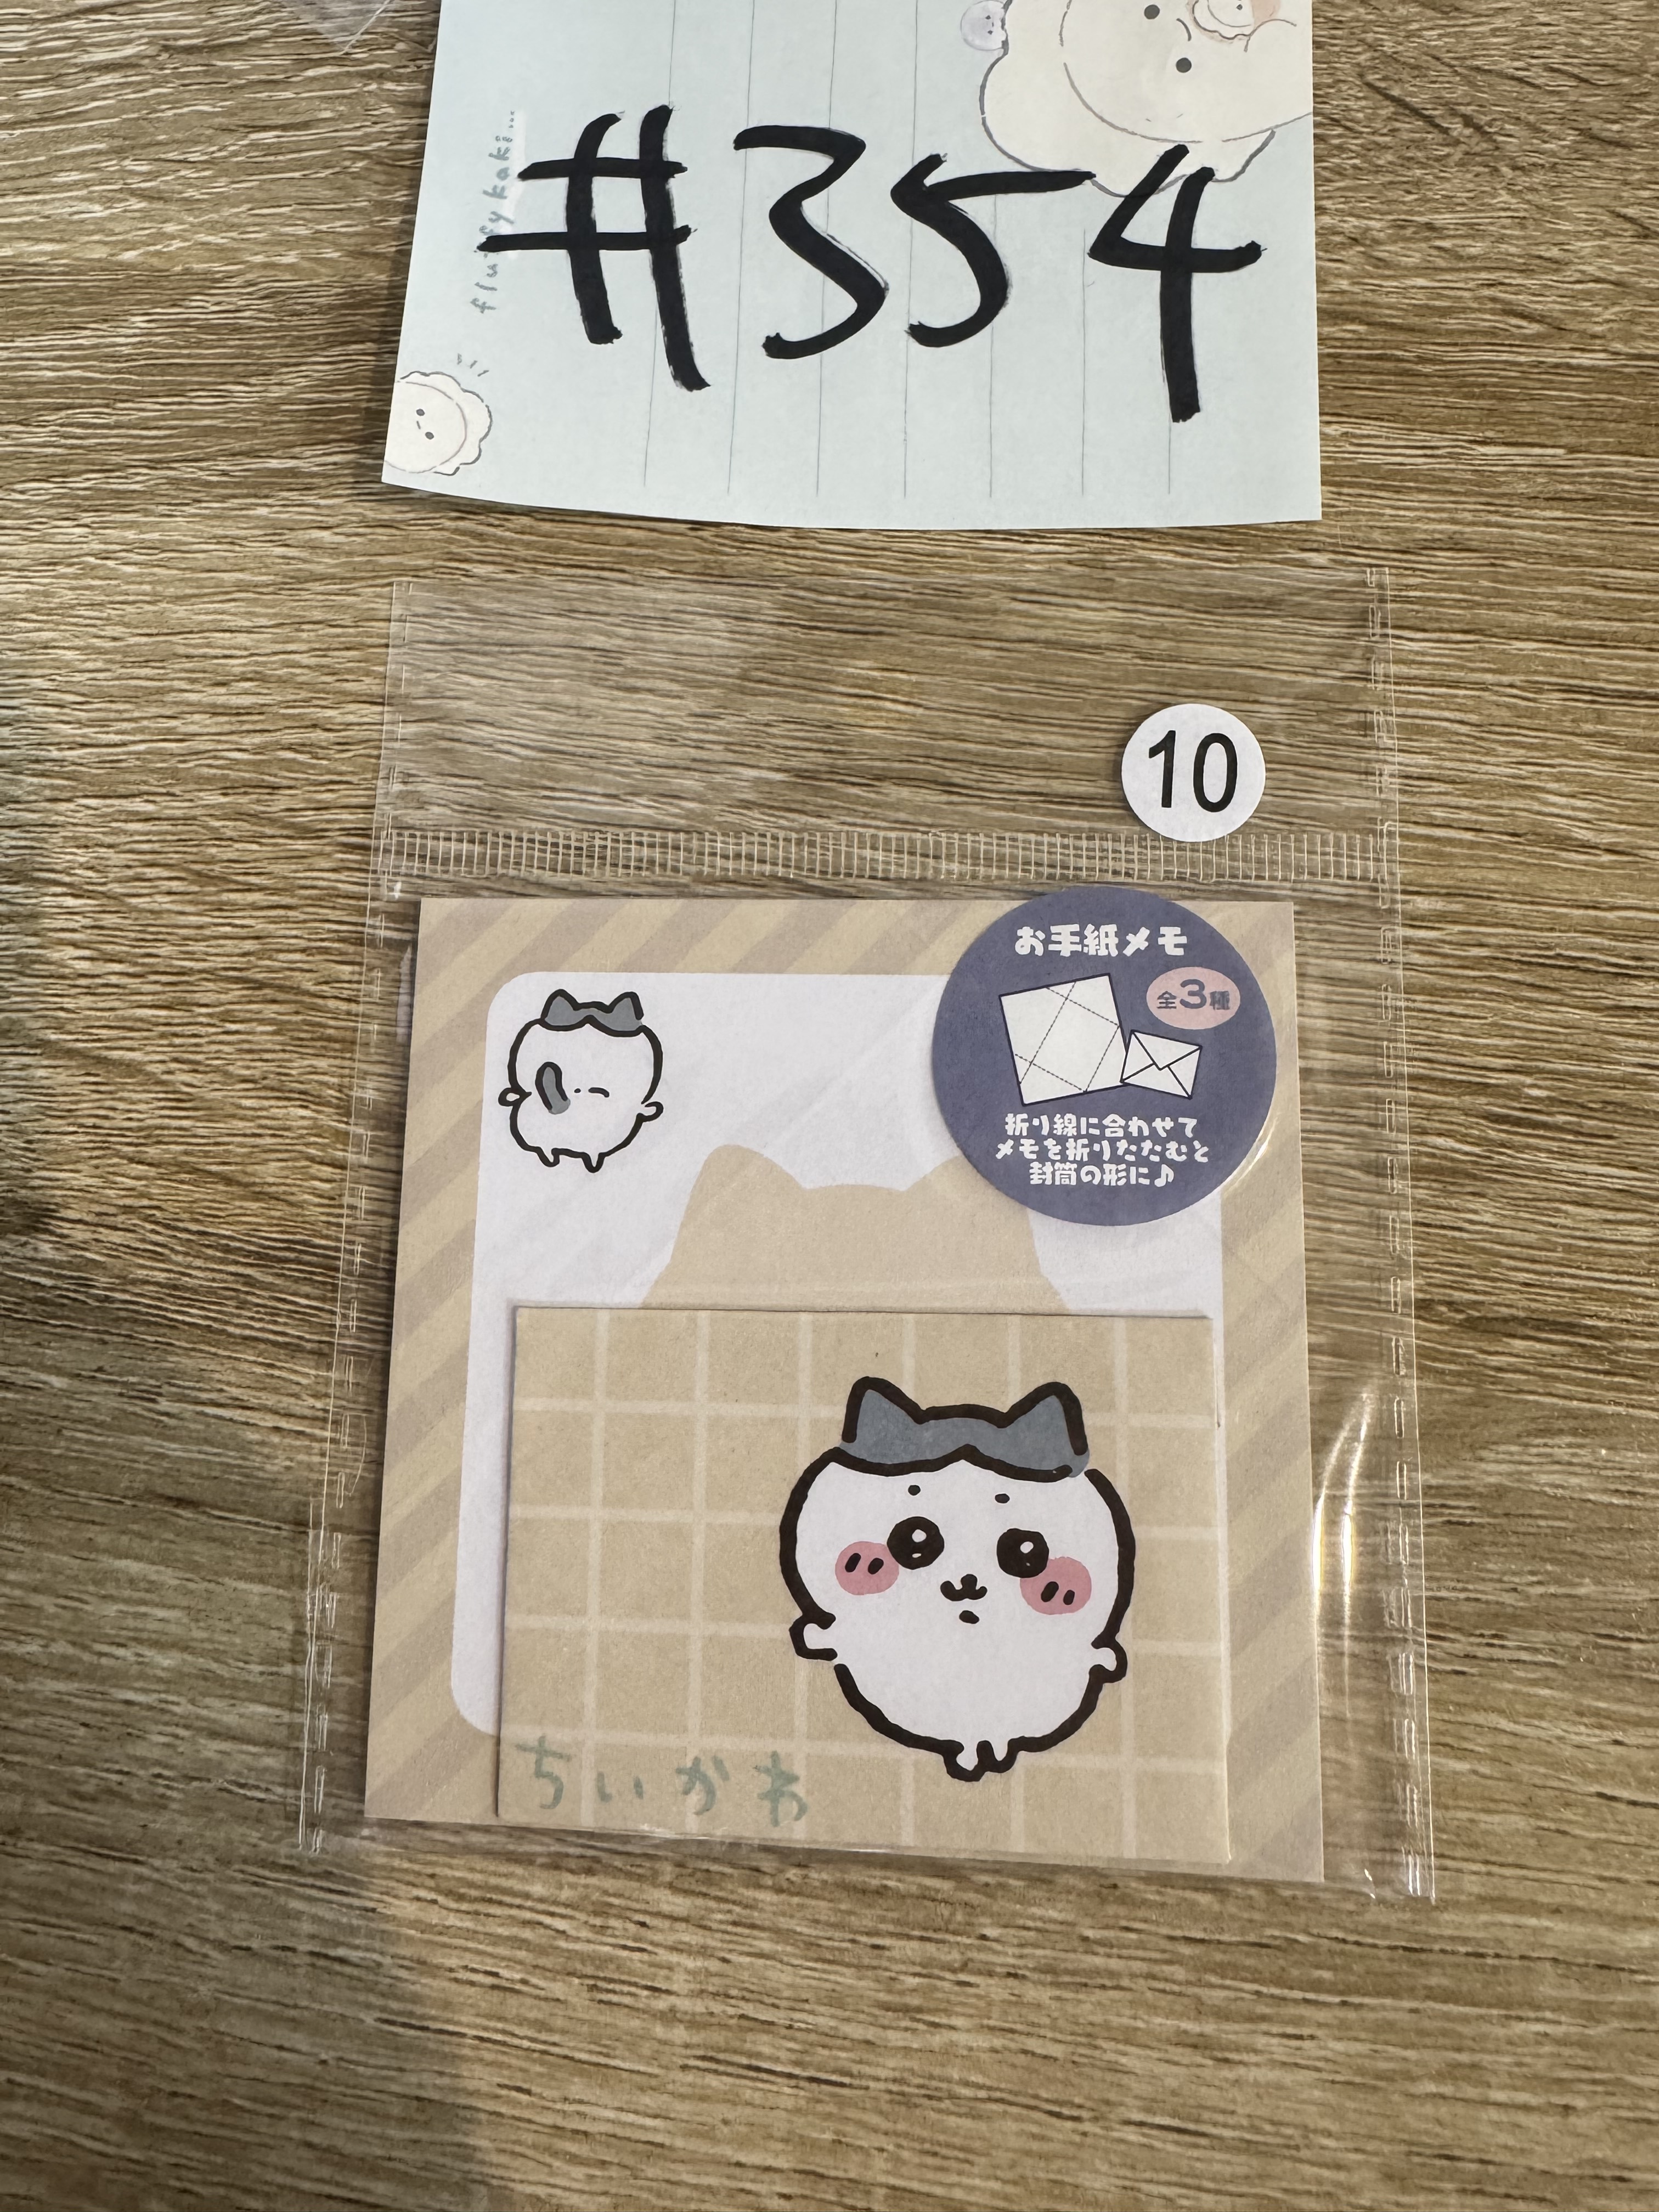 #354
fluffy kaki...
10
お手紙メモ
全3種
折り線に合わせて
メモを折りたたむと
封筒の形に♪
ちいかわ